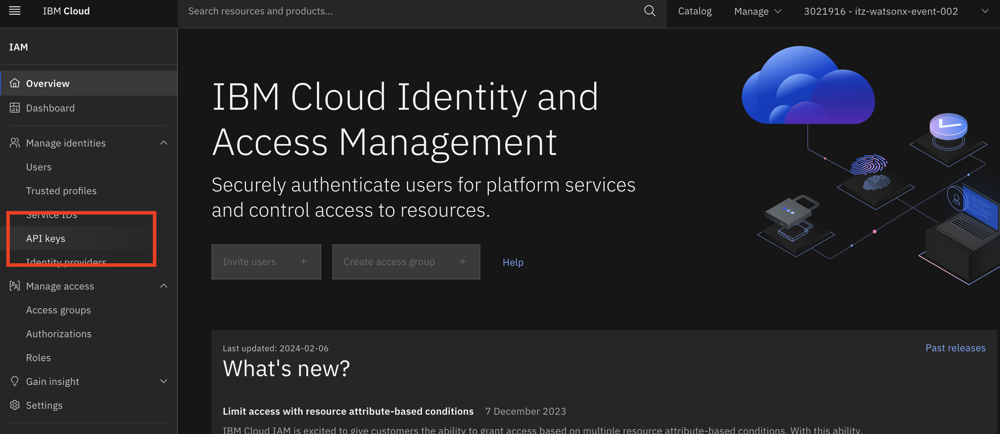 IBM Cloud
Search resources and products...
Catalog
Manage
3021916 - itz-watsonx-event-002
IAM
Overview
Dashboard
Manage identities
Users
Trusted profiles
Service IDs
API keys
Identity providers
Manage access
Access groups
Authorizations
Roles
Gain insight
Settings
IBM Cloud Identity and
Access Management
Securely authenticate users for platform services
and control access to resources.
Invite users +
Create access group +
Help
Last updated: 2024-02-06
Past releases
What's new?
Limit access with resource attribute-based conditions 7 December 2023
IBM Cloud IAM is excited to give customers the ability to grant access based on multiple resource attribute-based conditions. With this ability,